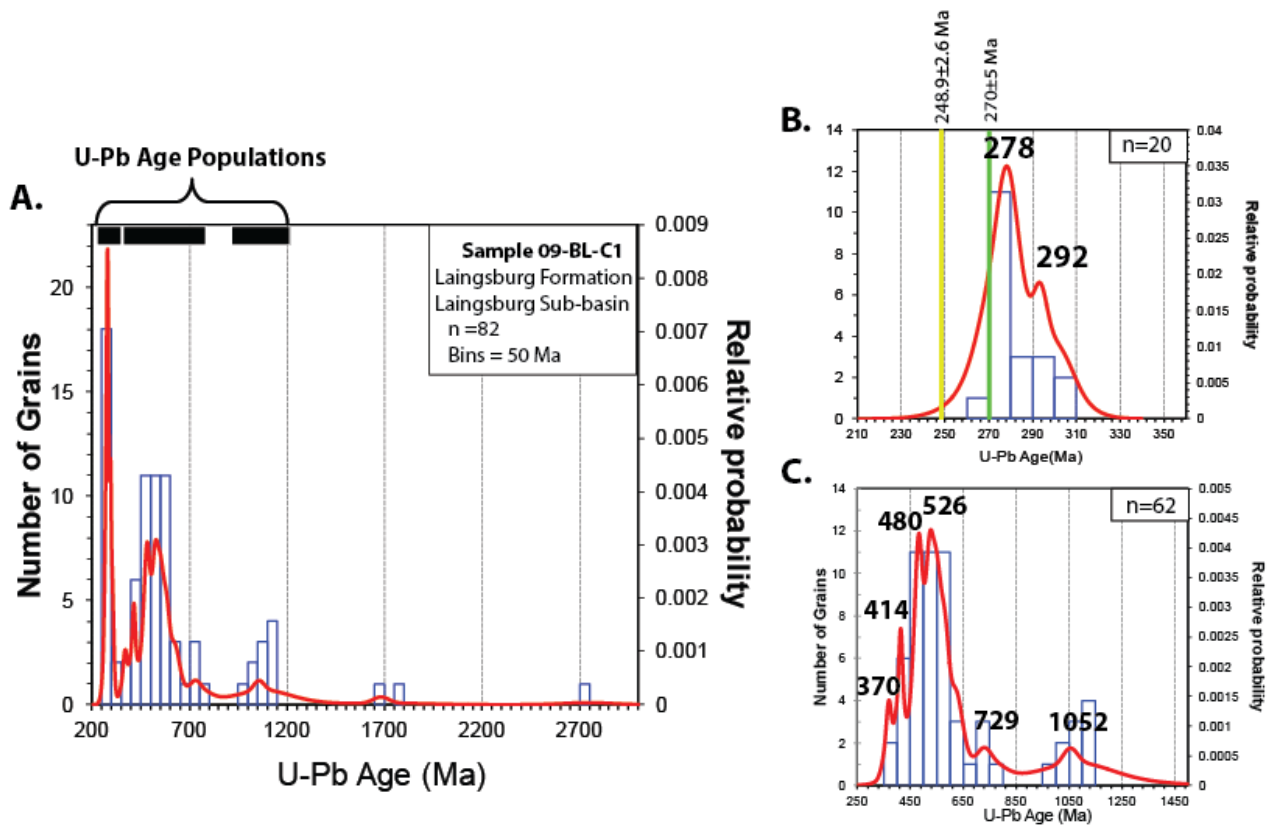 U-Pb Age Populations
A.
Sample 09-BL-C1
Laingsburg Formation
Laingsburg Sub-basin
n =82
Bins = 50 Ma
Number of Grains
20
15
10
5
0
0.009
0.008
0.007
0.006
0.005
0.004
0.003
0.002
0.001
0
Relative probability
200 700 1200 1700 2200 2700
U-Pb Age (Ma)
248.9±2.6 Ma
270±5 Ma
B.
n=20
278
292
14
12
10
8
6
4
2
0
0.04
0.035
0.03
0.025
0.02
0.015
0.01
0.005
0
Relative probability
210 230 250 270 290 310 330 350
U-Pb Age(Ma)
C.
n=62
526
480
414
370
729
1052
Number of Grains
14
12
10
8
6
4
2
0
0.005
0.0045
0.004
0.0035
0.003
0.0025
0.002
0.0015
0.001
0.0005
0
Relative probability
250 450 650 850 1050 1250 1450
U-Pb Age (Ma)